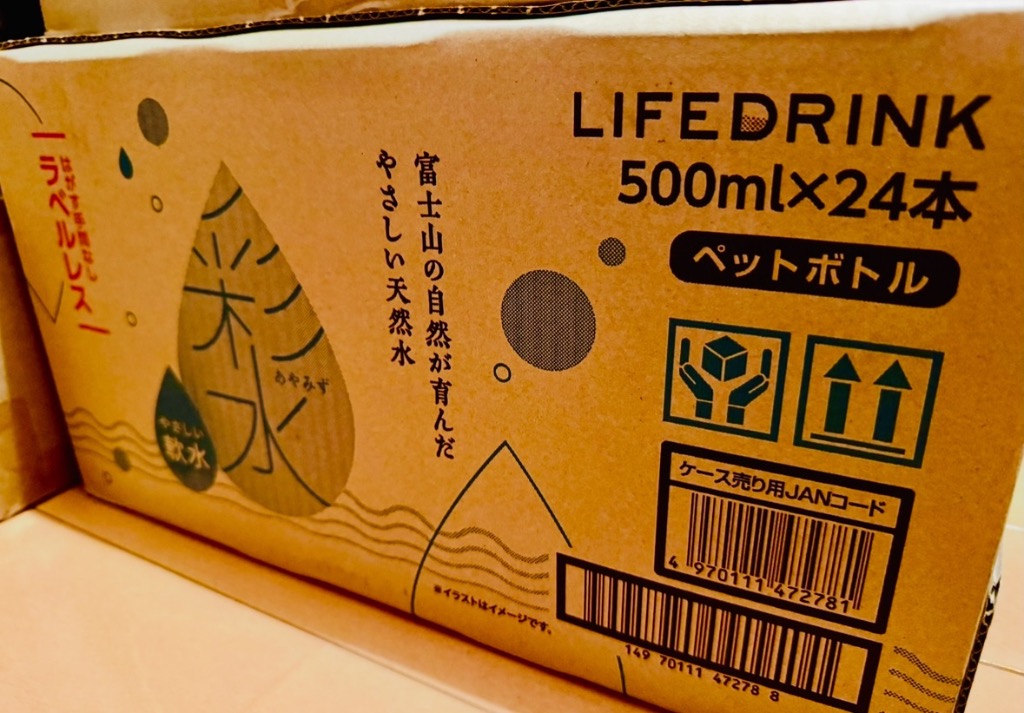 はがす手間なし
ラベルレス
彩水
あやみず
やさしい
軟水
富士山の自然が育んだ
やさしい天然水
LIFEDRINK
500ml×24本
ペットボトル
ケース売り用JANコード
4 970111 472781
149 70111 47278 8
※イラストはイメージです。